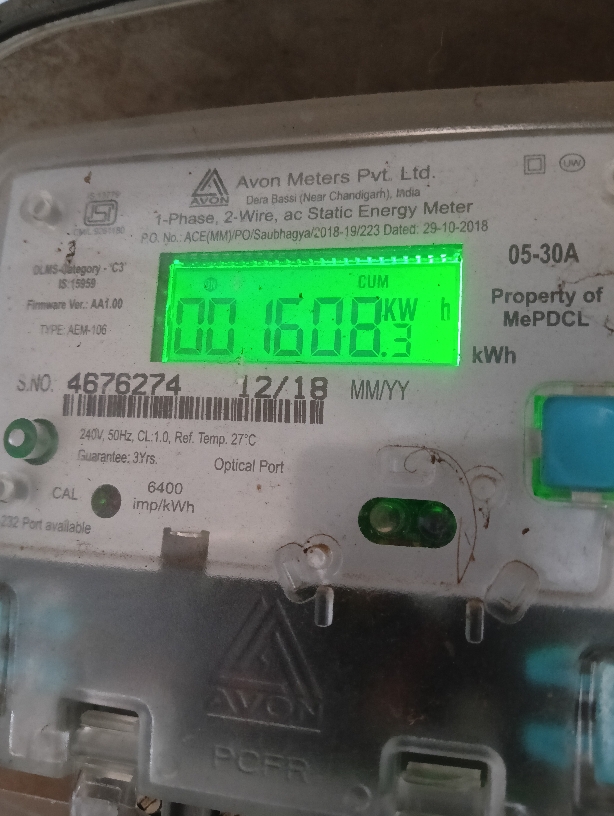 UW
Avon Meters Pvt. Ltd.
AVON
Dera Bassi (Near Chandigarh), India
1-Phase, 2-Wire, ac Static Energy Meter
P.O. No.: ACE(MM)/PO/Saubhagya/2018-19/223 Dated: 29-10-2018
05-30A
DLMS-Category - 'C3'
IS:15959
Firmware Ver.: AA1.00
TYPE: AEM-106
CUM
001608.3 KW h
Property of
MePDCL
kWh
S.NO. 4676274 12/18 MM/YY
240V, 50Hz, CL:1.0, Ref. Temp. 27°C
Guarantee: 3Yrs.
Optical Port
CAL
6400
imp/kWh
232 Port available
AVON
PCFR